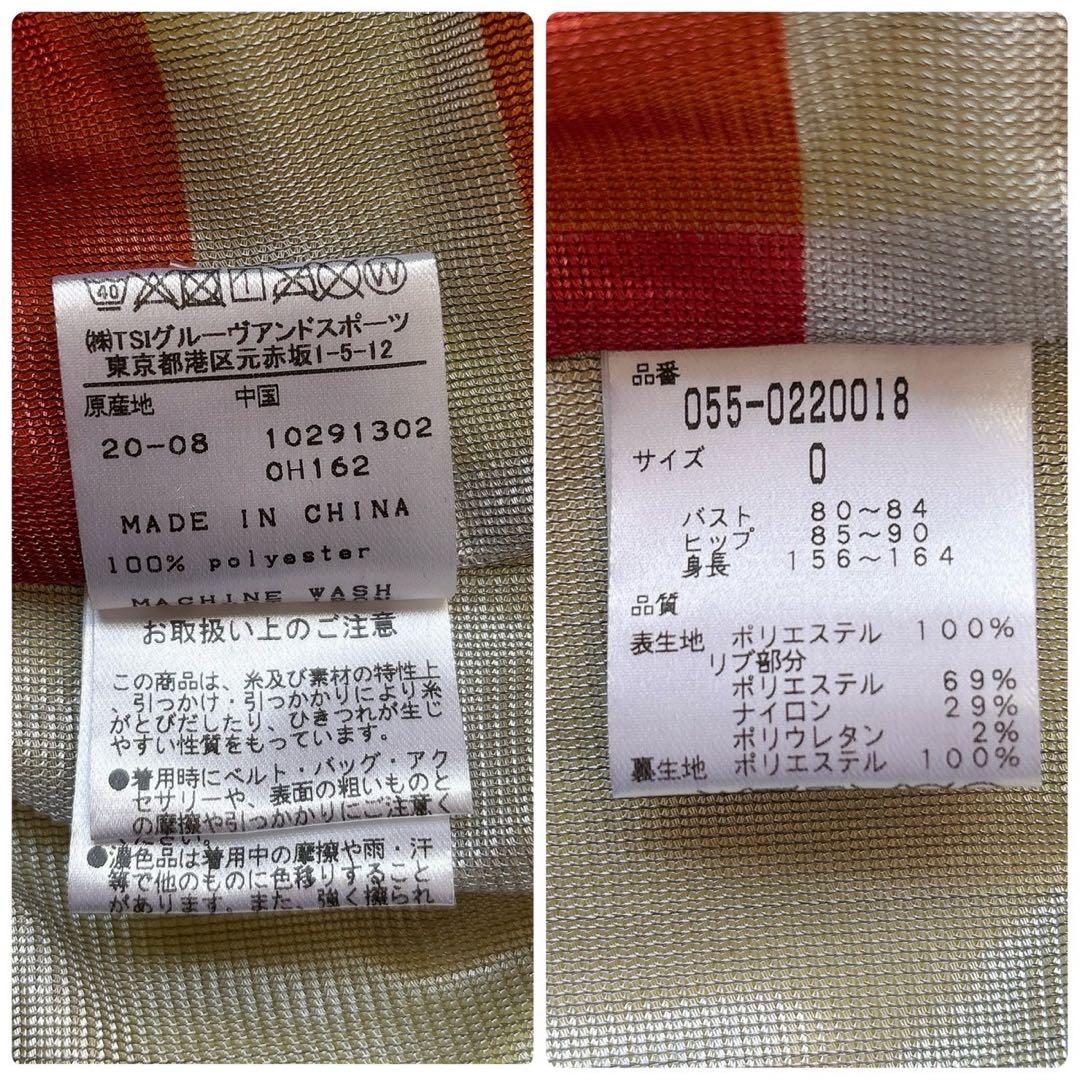 40
W
㈱TSIグルーヴアンドスポーツ
東京都港区元赤坂1-5-12
原産地 中国
20-08 10291302
0H162
MADE IN CHINA
100% polyester
MACHINE WASH
お取扱い上のご注意
この商品は、糸及び素材の特性上
、引っかけ・引っかかりにより糸
がとびだしたり、ひきつれが生じ
やすい性質をもっています。
●着用時にベルト・バッグ・アク
セサリーや、表面の粗いものと
の摩擦や引っかかりにご注意く
ださい。
●濃色品は着用中の摩擦や雨・汗
等で他のものに色移りすること
があります。また、強く擦られ
品番
055-0220018
サイズ 0
バスト 80～84
ヒップ 85～90
身長 156～164
品質
表生地 ポリエステル 100%
リブ部分
ポリエステル 69%
ナイロン 29%
ポリウレタン 2%
裏生地 ポリエステル 100%